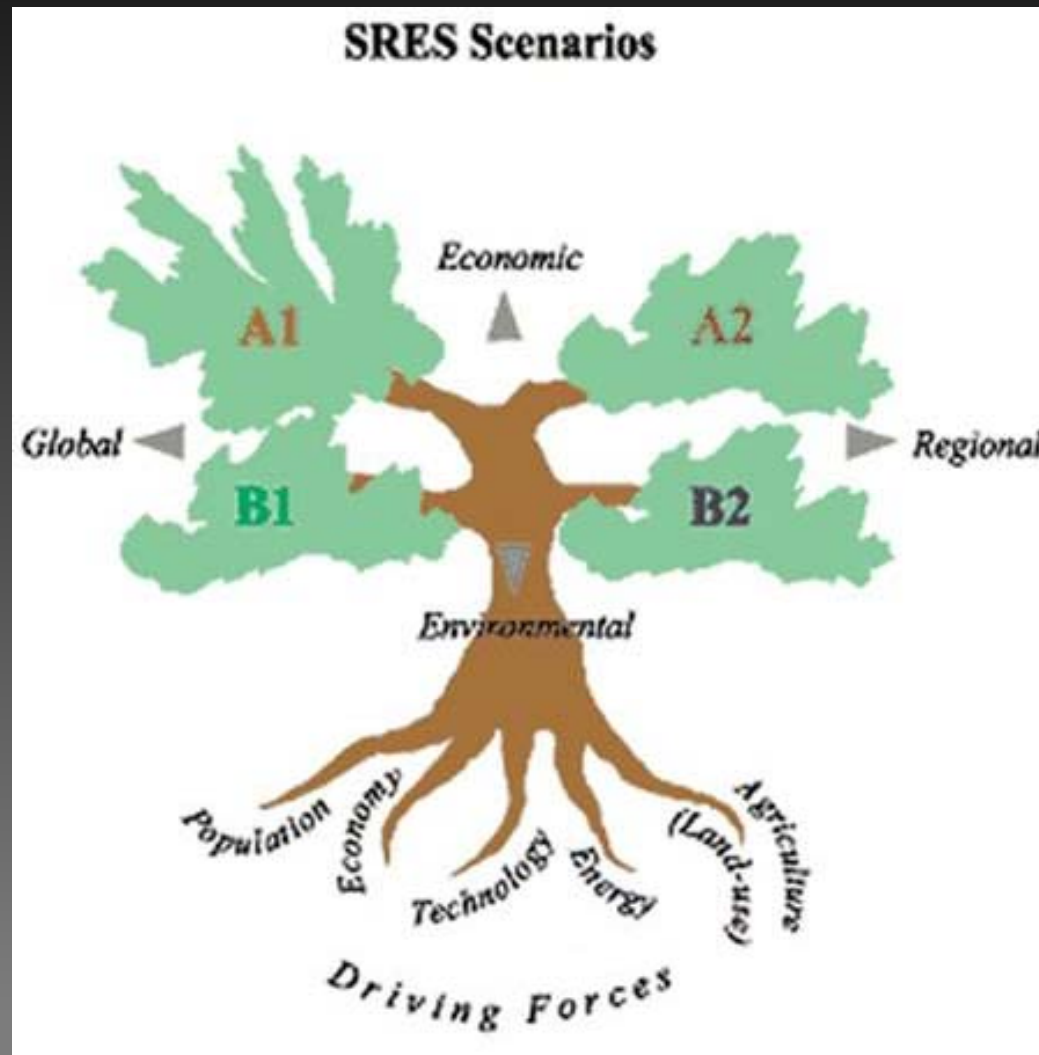 SRES Scenarios
Economic
A1
A2
Global
Regional
B1
B2
Environmental
Population
Economy
Technology
Energy
Agriculture
(Land-use)
Driving Forces